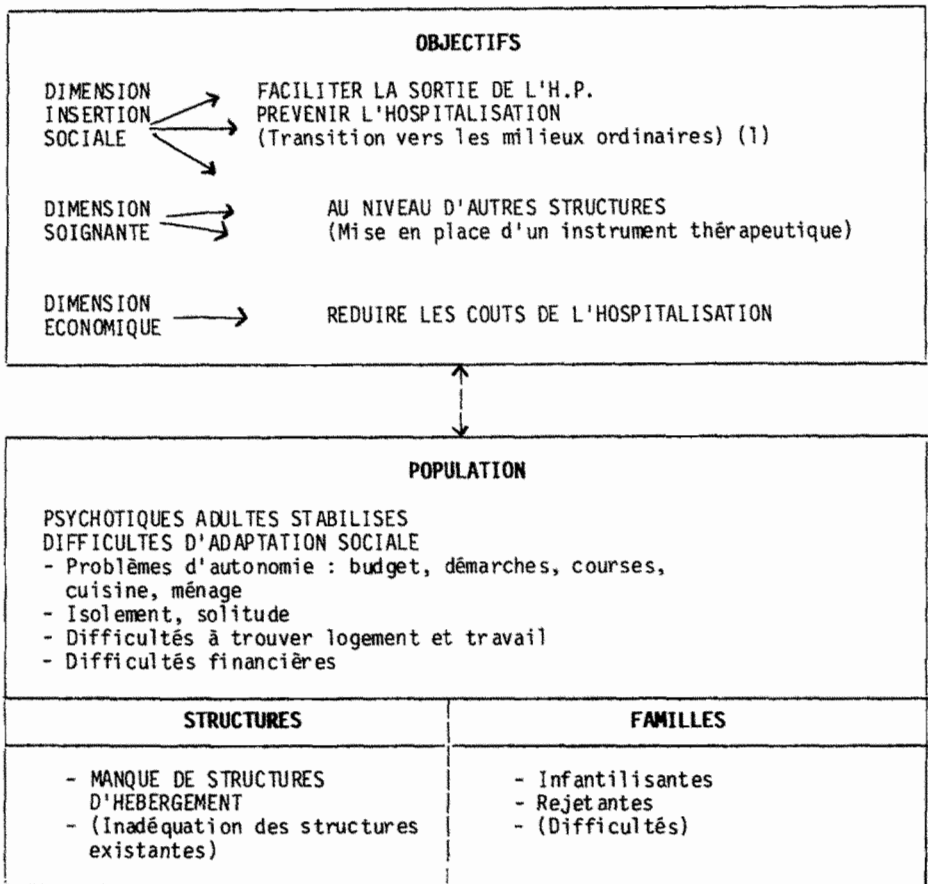 OBJECTIFS
DIMENSION INSERTION SOCIALE
FACILITER LA SORTIE DE L'H.P.
PREVENIR L'HOSPITALISATION
(Transition vers les milieux ordinaires) (1)
DIMENSION SOIGNANTE
AU NIVEAU D'AUTRES STRUCTURES
(Mise en place d'un instrument thérapeutique)
DIMENSION ECONOMIQUE
REDUIRE LES COUTS DE L'HOSPITALISATION
POPULATION
PSYCHOTIQUES ADULTES STABILISES
DIFFICULTES D'ADAPTATION SOCIALE
- Problèmes d'autonomie : budget, démarches, courses,
cuisine, ménage
- Isolement, solitude
- Difficultés à trouver logement et travail
- Difficultés financières
STRUCTURES
- MANQUE DE STRUCTURES
D'HEBERGEMENT
- (Inadéquation des structures
existantes)
FAMILLES
- Infantilisantes
- Rejetantes
- (Difficultés)